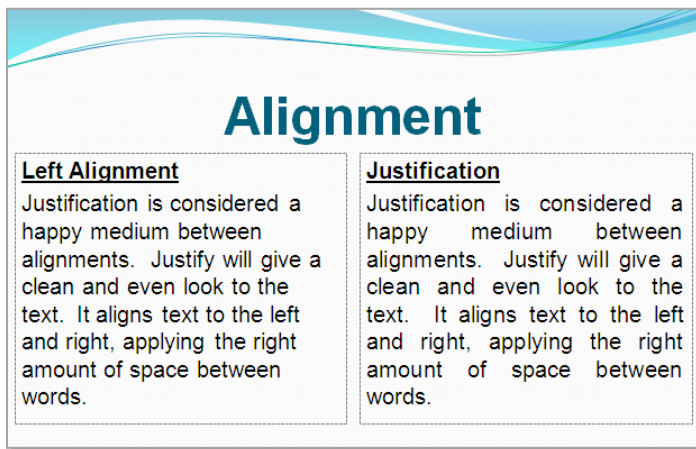 Alignment
Left Alignment
Justification is considered a
happy medium between
alignments.  Justify will give a
clean and even look to the
text.  It aligns text to the left
and right, applying the right
amount of space between
words.
Justification
Justification is considered a
happy medium between
alignments.  Justify will give a
clean and even look to the
text.  It aligns text to the left
and right, applying the right
amount of space between
words.